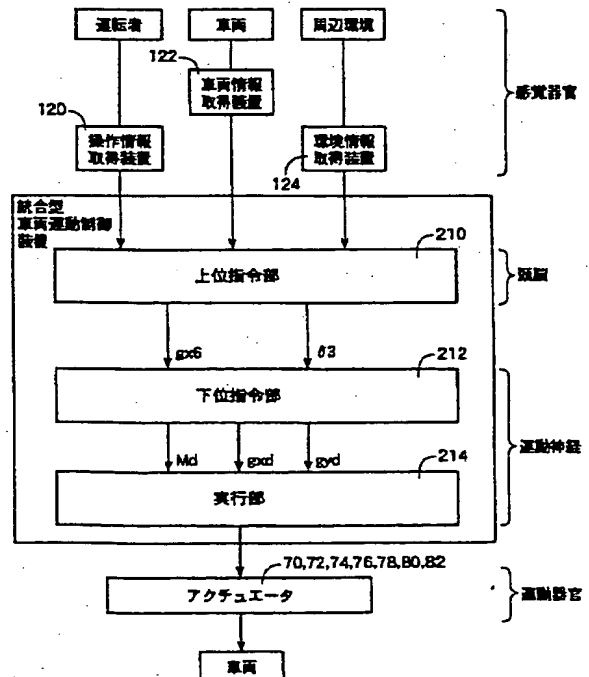 運転者
車両
周辺環境
122
車両情報
取得装置
感覚器官
120
操作情報
取得装置
環境情報
取得装置
124
統合型
車両運動制御
装置
210
上位指令部
頭脳
gx6
δ3
212
下位指令部
運動神経
Md
gxd
gyd
214
実行部
70,72,74,76,78,80,82
アクチュエータ
運動器官
車両